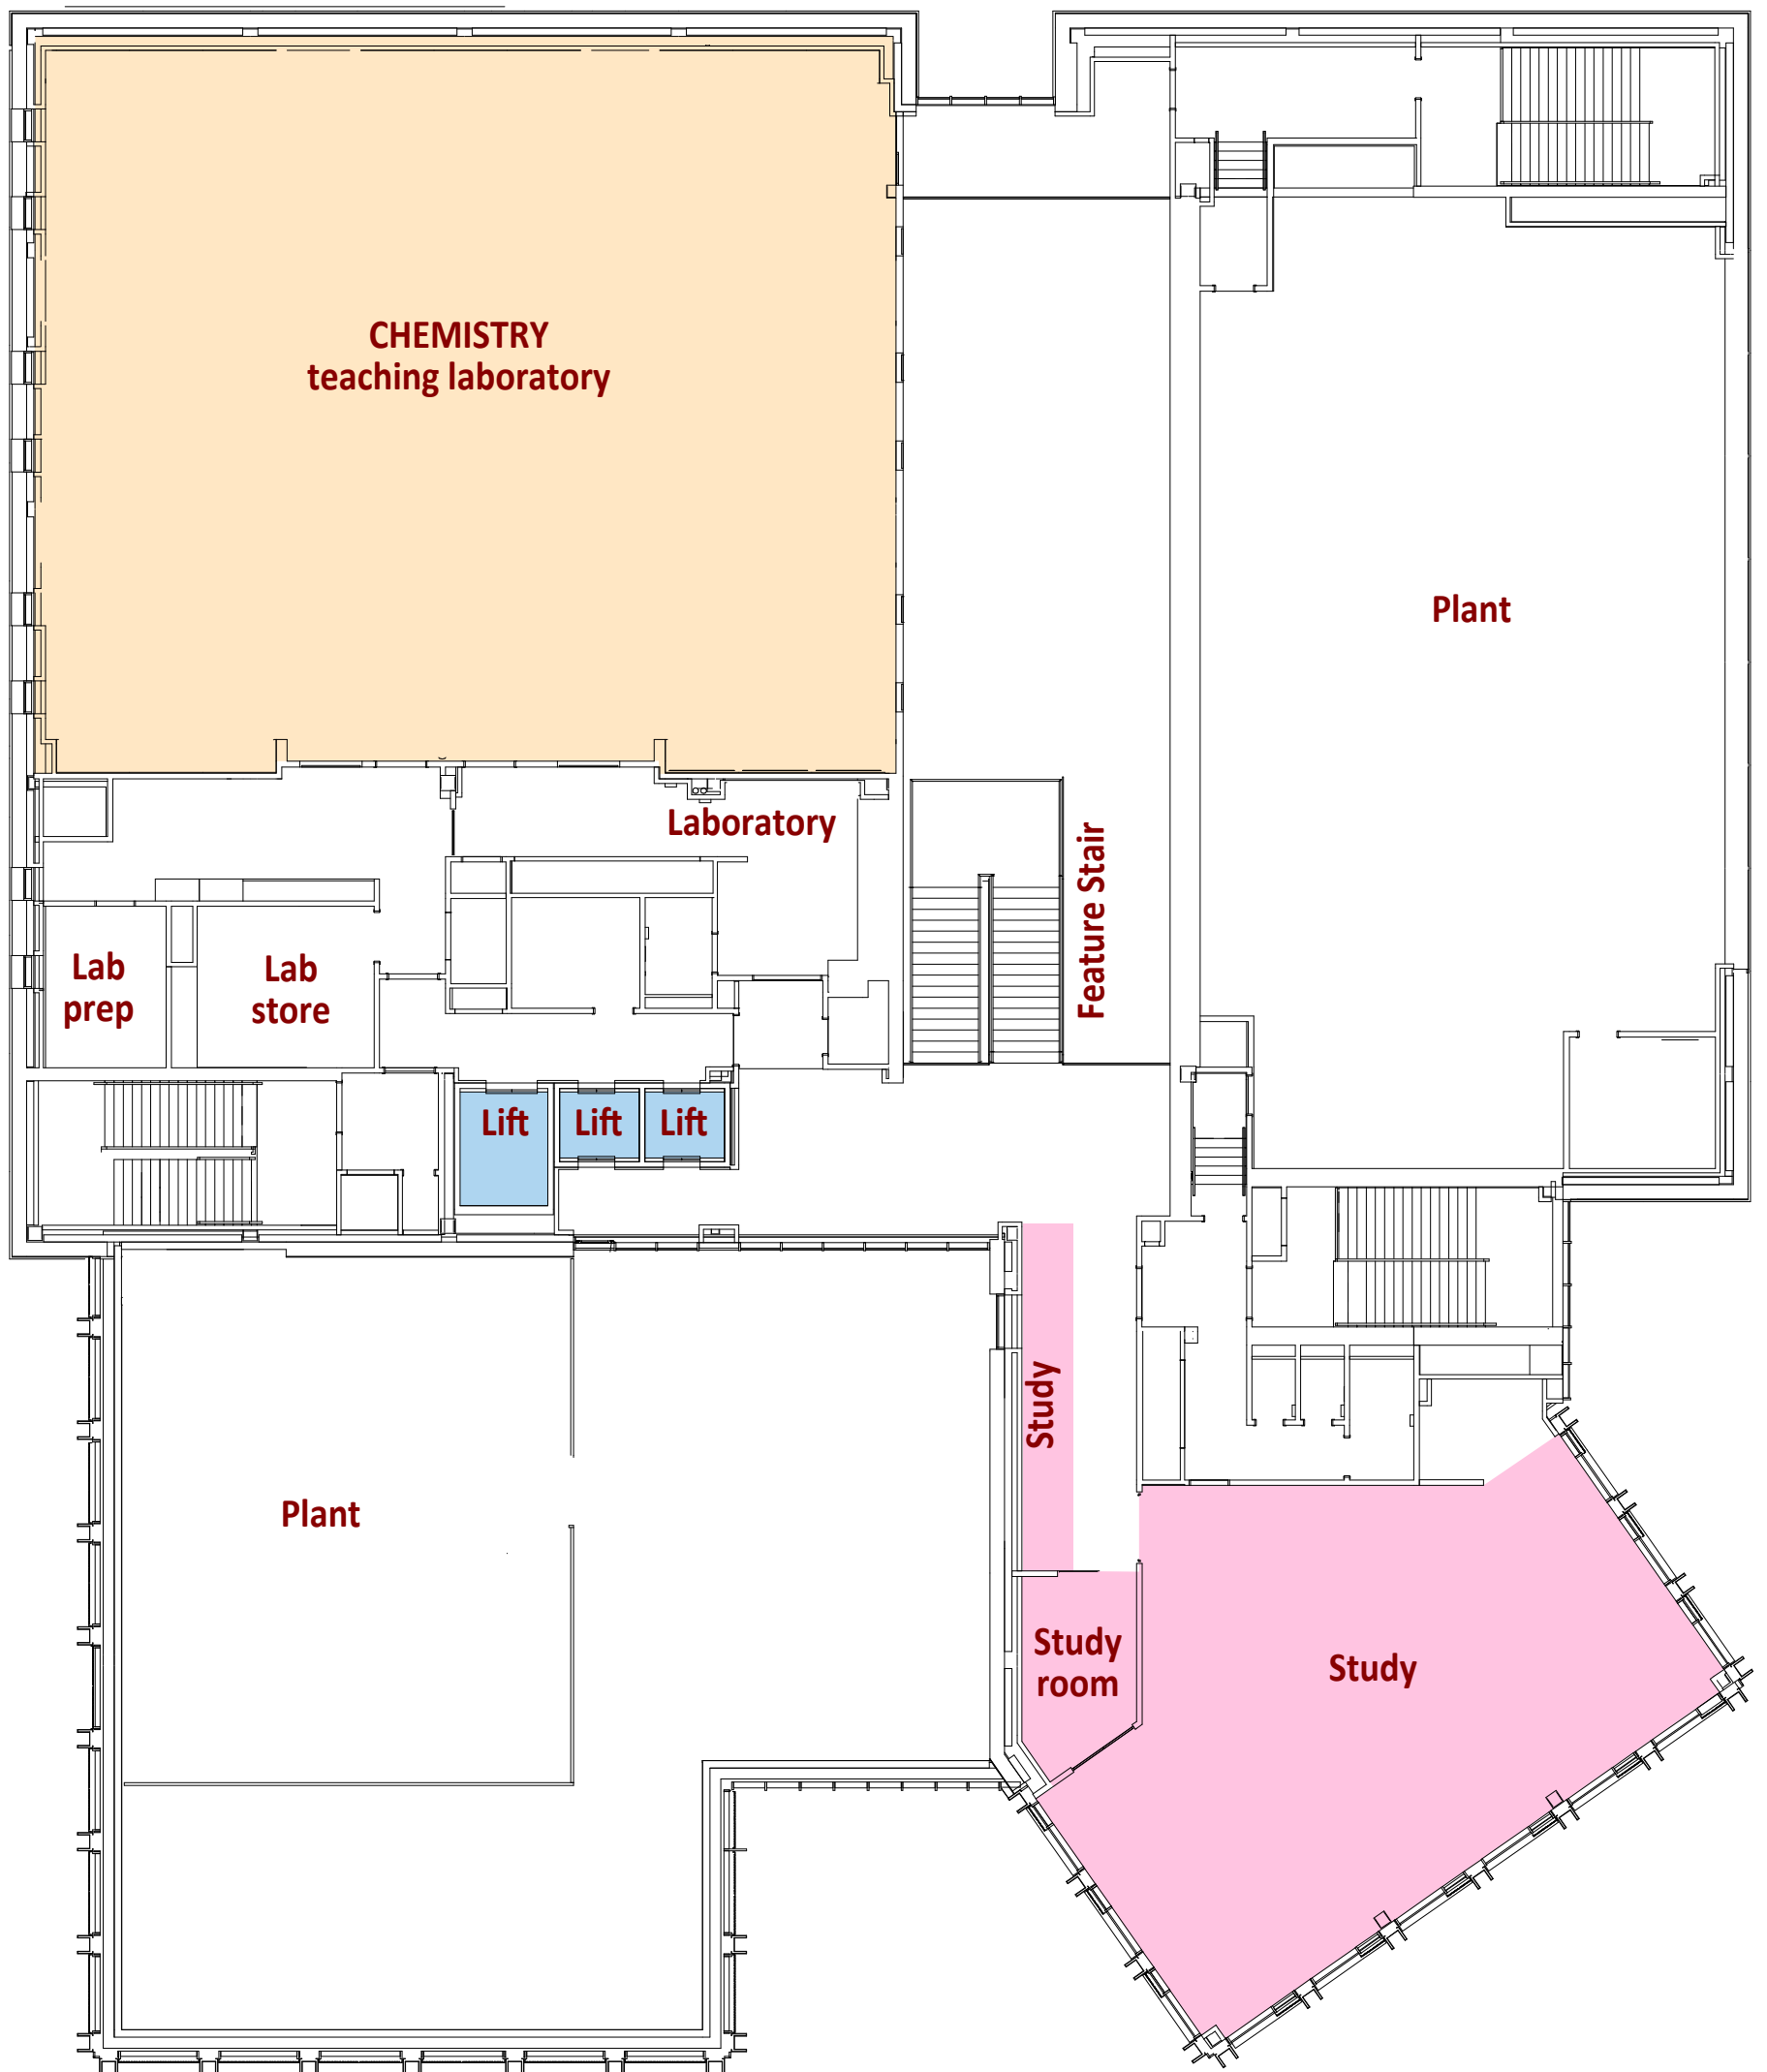 CHEMISTRY
teaching laboratory
Plant
Laboratory
Feature Stair
Lab
prep
Lab
store
Lift
Lift
Lift
Study
Plant
Study
room
Study